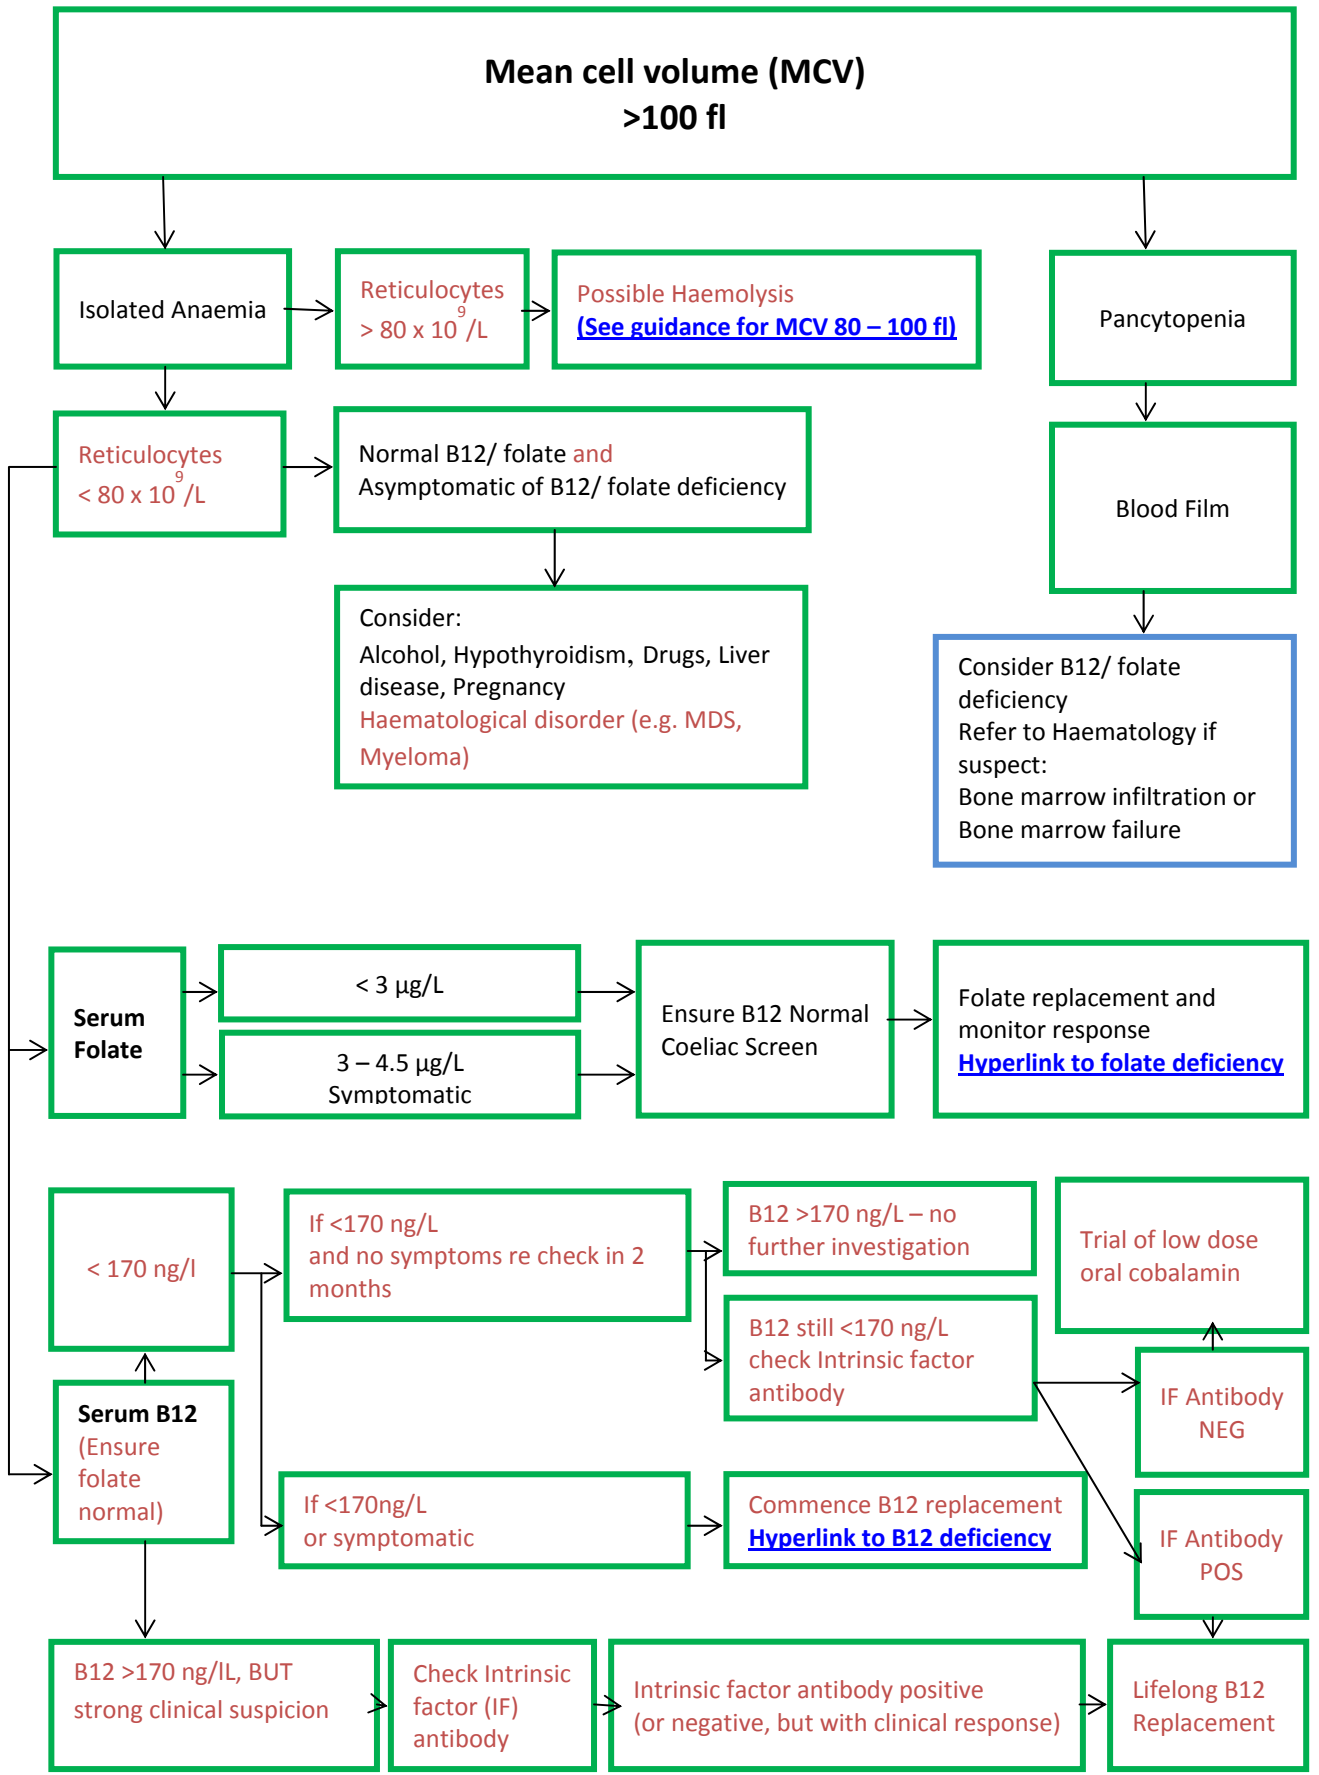 Mean cell volume (MCV)
>100 fl
Isolated Anaemia
Reticulocytes
> 80 x 10⁹/L
Possible Haemolysis
(See guidance for MCV 80 – 100 fl)
Pancytopenia
Reticulocytes
< 80 x 10⁹/L
Normal B12/ folate and
Asymptomatic of B12/ folate deficiency
Blood Film
Consider:
Alcohol, Hypothyroidism, Drugs, Liver
disease, Pregnancy
Haematological disorder (e.g. MDS,
Myeloma)
Consider B12/ folate
deficiency
Refer to Haematology if
suspect:
Bone marrow infiltration or
Bone marrow failure
Serum
Folate
< 3 µg/L
3 – 4.5 µg/L
Symptomatic
Ensure B12 Normal
Coeliac Screen
Folate replacement and
monitor response
Hyperlink to folate deficiency
< 170 ng/l
If <170 ng/L
and no symptoms re check in 2
months
B12 >170 ng/L – no
further investigation
Trial of low dose
oral cobalamin
B12 still <170 ng/L
check Intrinsic factor
antibody
IF Antibody
NEG
Serum B12
(Ensure
folate
normal)
If <170ng/L
or symptomatic
Commence B12 replacement
Hyperlink to B12 deficiency
IF Antibody
POS
B12 >170 ng/lL, BUT
strong clinical suspicion
Check Intrinsic
factor (IF)
antibody
Intrinsic factor antibody positive
(or negative, but with clinical response)
Lifelong B12
Replacement